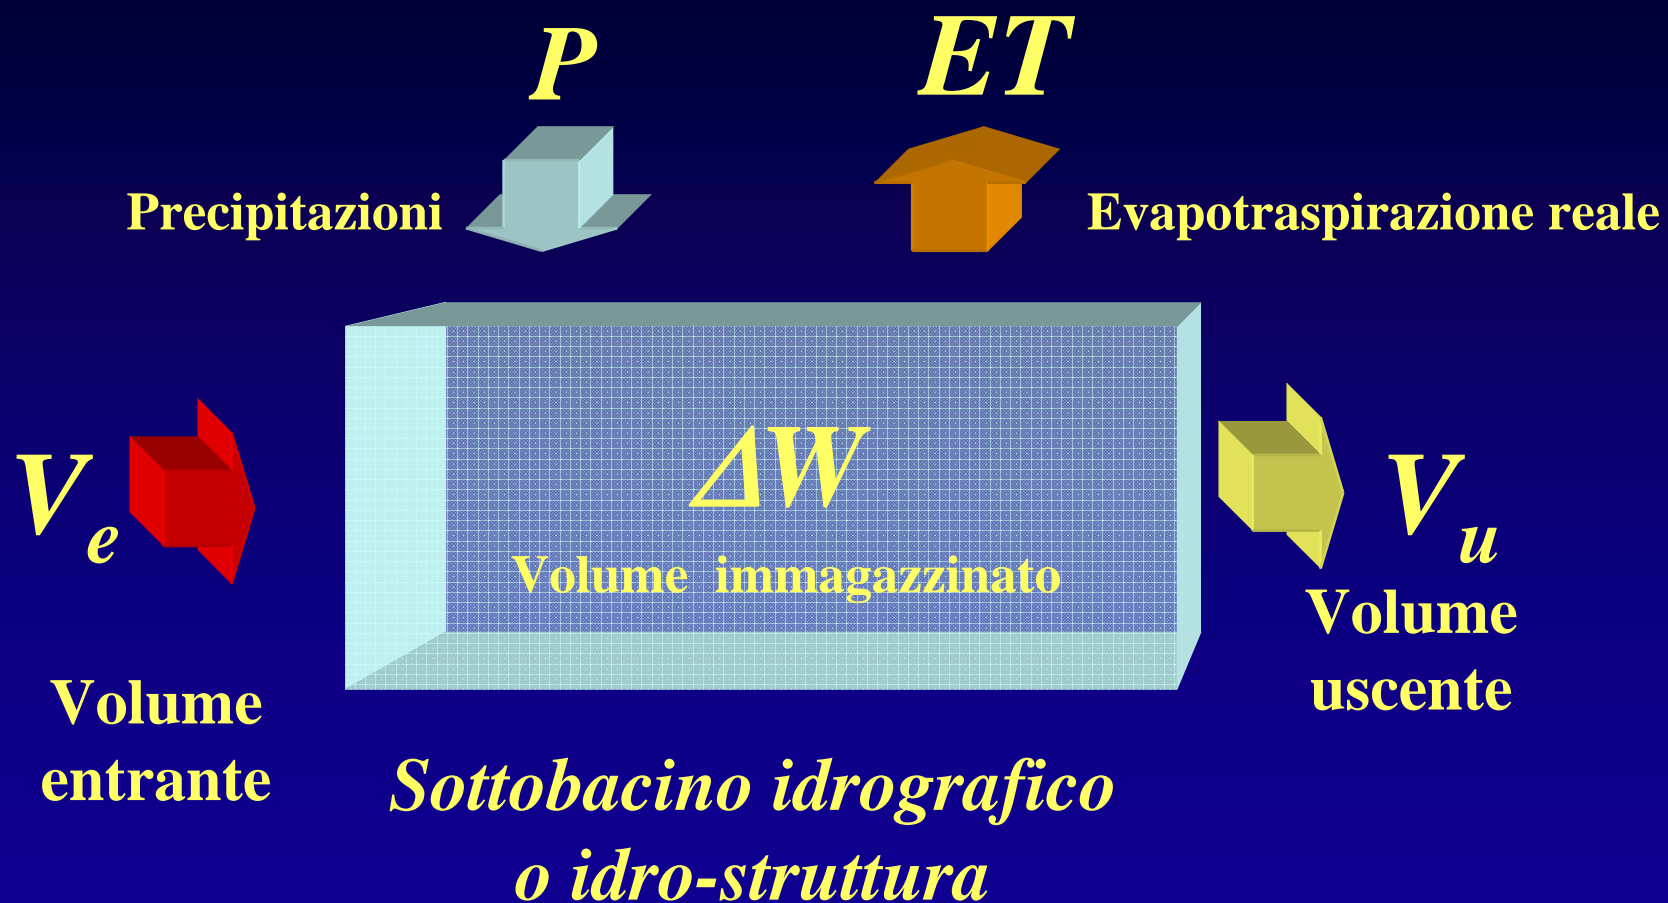 P
ET
Precipitazioni
Evapotraspirazione reale
Ve
ΔW
Vu
Volume immagazzinato
Volume
uscente
Volume
entrante
Sottobacino idrografico
o idro-struttura